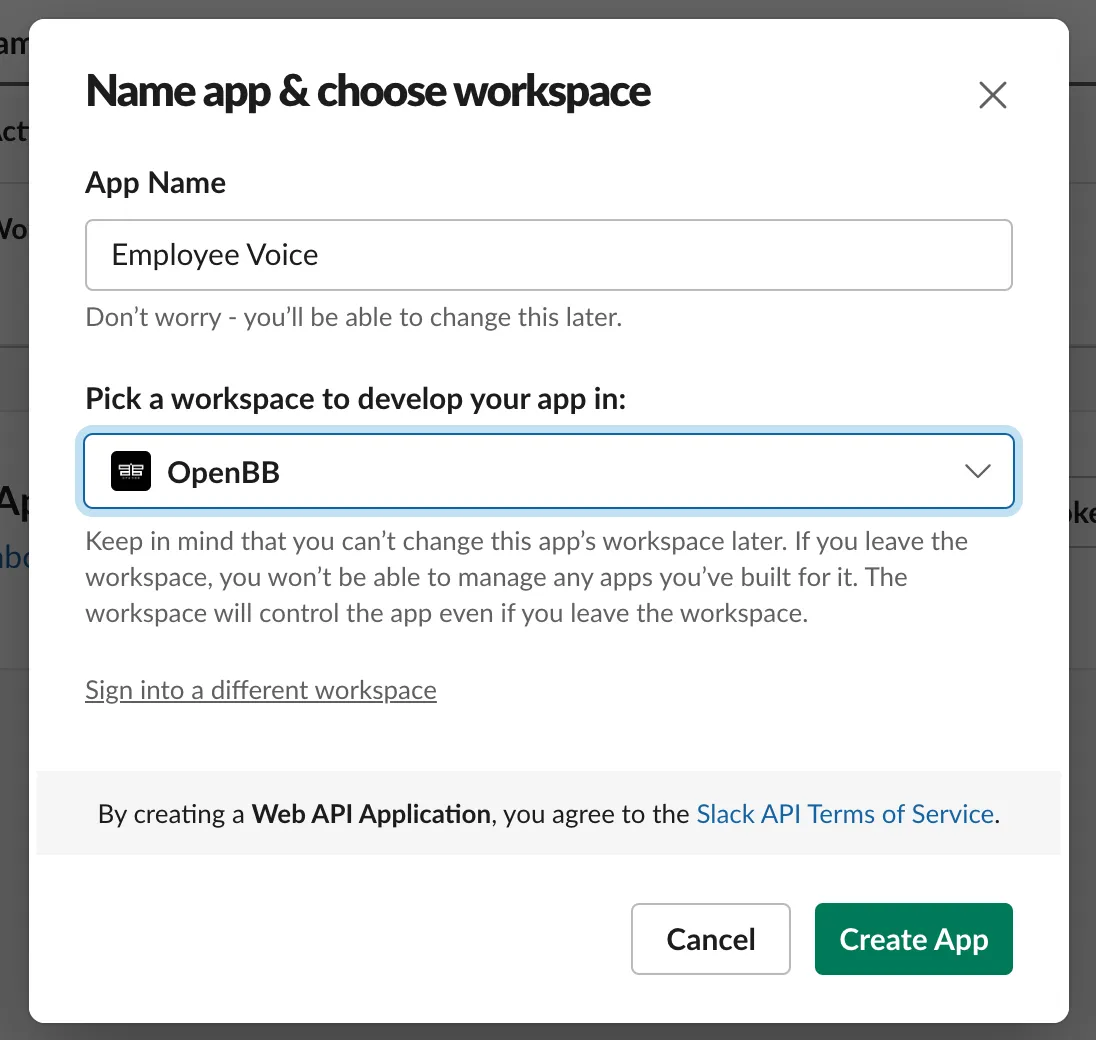 Name app & choose workspace
App Name
Employee Voice
Don’t worry - you’ll be able to change this later.
Pick a workspace to develop your app in:
OpenBB
Keep in mind that you can’t change this app’s workspace later. If you leave the
workspace, you won’t be able to manage any apps you’ve built for it. The
workspace will control the app even if you leave the workspace.
Sign into a different workspace
By creating a Web API Application, you agree to the Slack API Terms of Service.
Cancel
Create App